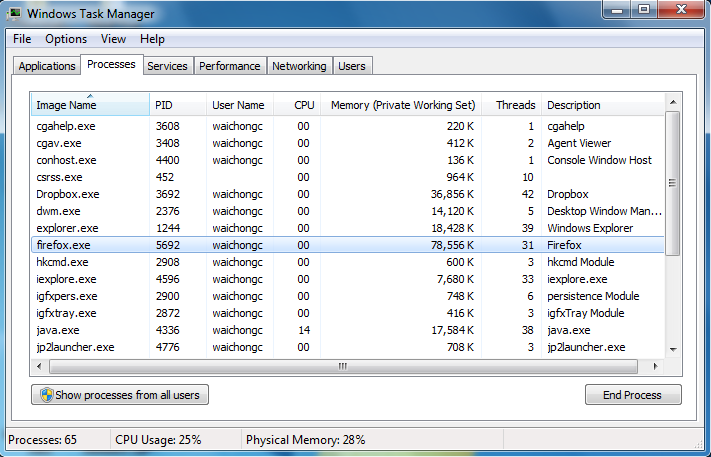 Windows Task Manager
File Options View Help
Applications Processes Services Performance Networking Users
Image Name PID User Name CPU Memory (Private Working Set) Threads Description
cgahelp.exe 3608 waichongc 00 220 K 1 cgahelp
cgav.exe 3408 waichongc 00 412 K 2 Agent Viewer
conhost.exe 4400 waichongc 00 136 K 1 Console Window Host
csrss.exe 452 00 964 K 10
Dropbox.exe 3692 waichongc 00 36,856 K 42 Dropbox
dwm.exe 2376 waichongc 00 14,120 K 5 Desktop Window Man...
explorer.exe 1244 waichongc 00 18,428 K 39 Windows Explorer
firefox.exe 5692 waichongc 00 78,556 K 31 Firefox
hkcmd.exe 2908 waichongc 00 600 K 3 hkcmd Module
iexplore.exe 4596 waichongc 00 7,680 K 33 iexplore.exe
igfxpers.exe 2900 waichongc 00 748 K 6 persistence Module
igfxtray.exe 2872 waichongc 00 416 K 3 igfxTray Module
java.exe 4336 waichongc 14 17,584 K 38 java.exe
jp2launcher.exe 4776 waichongc 00 708 K 3 jp2launcher.exe
Show processes from all users End Process
Processes: 65 CPU Usage: 25% Physical Memory: 28%